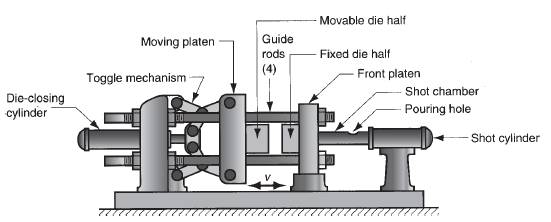 Movable die half
Moving platen
Guide
rods
(4)
Fixed die half
Front platen
Toggle mechanism
Shot chamber
Die-closing
cylinder
Pouring hole
Shot cylinder
v